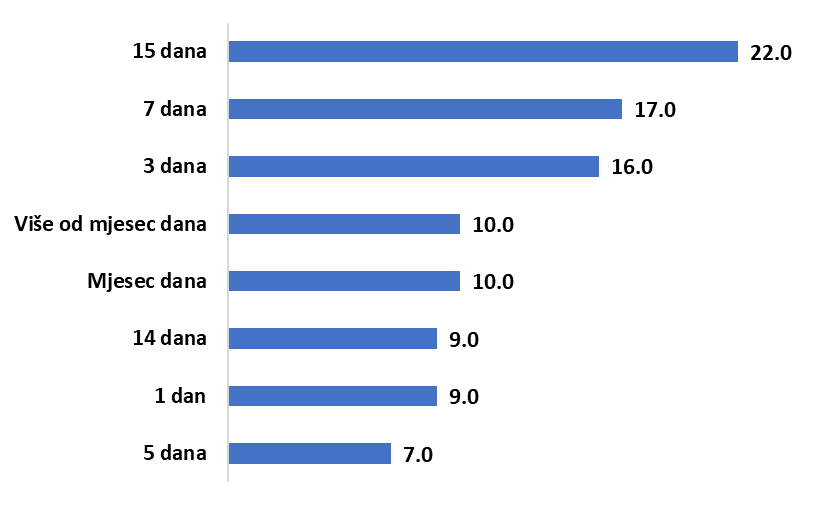 15 dana 22.0
7 dana 17.0
3 dana 16.0
Više od mjesec dana 10.0
Mjesec dana 10.0
14 dana 9.0
1 dan 9.0
5 dana 7.0